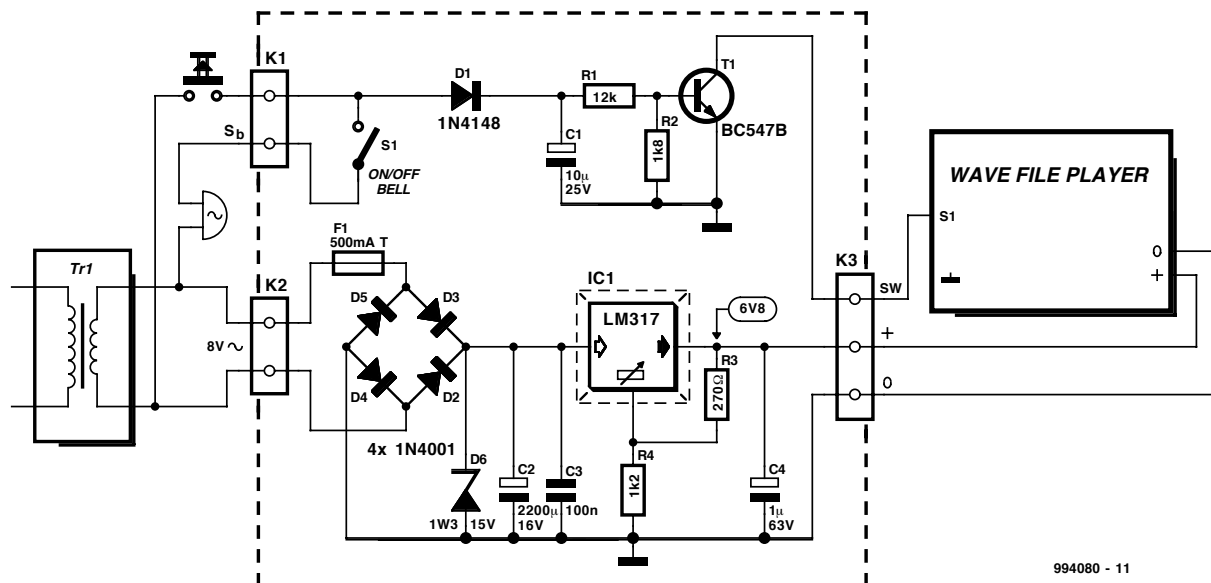 K1
D1
1N4148
R1
12k
T1
BC547B
R2
1k8
C1
10µ
25V
Sb
S1
ON/OFF
BELL
WAVE FILE PLAYER
S1
0
+
F1
500mA T
Tr1
K2
8V
D5
D3
D4
D2
4x 1N4001
IC1
LM317
6V8
K3
SW
+
0
R3
270Ω
R4
1k2
D6
1W3
15V
C2
2200µ
16V
C3
100n
C4
1µ
63V
994080 - 11